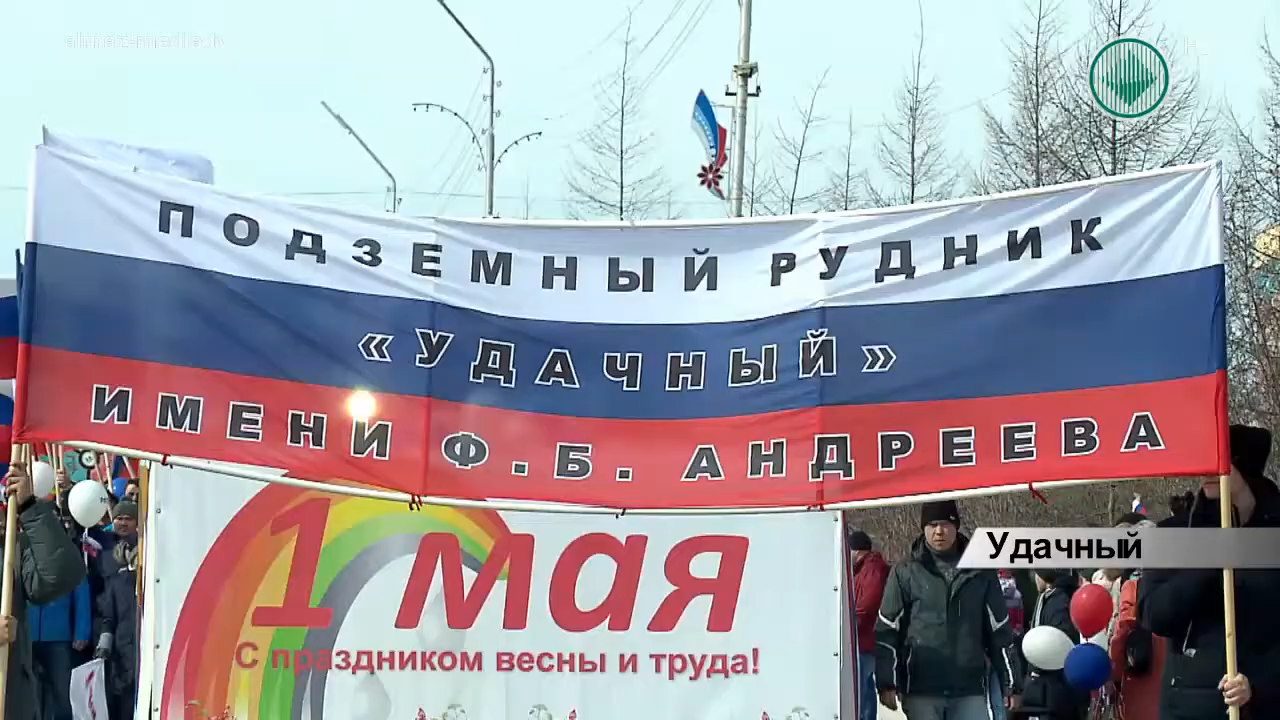 ПОДЗЕМНЫЙ РУДНИК
«УДАЧНЫЙ»
ИМЕНИ Ф.Б. АНДРЕЕВА
1 мая
С праздником весны и труда!
Удачный